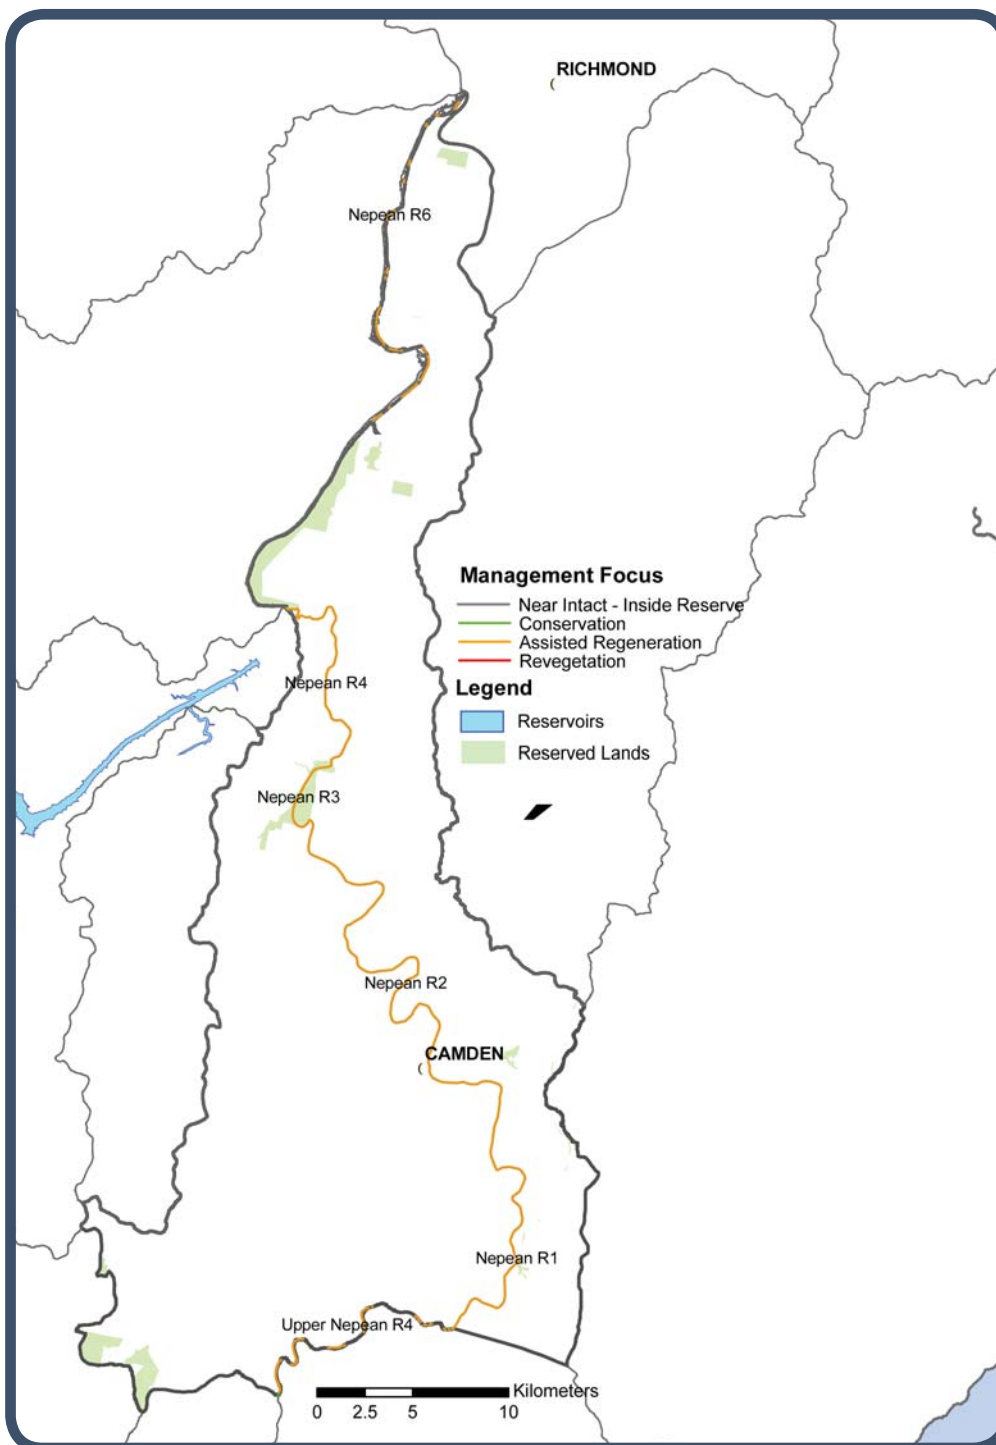 RICHMOND
Nepean R6
Management Focus
Near Intact - Inside Reserve
Conservation
Assisted Regeneration
Revegetation
Legend
Reservoirs
Reserved Lands
Nepean R4
Nepean R3
Nepean R2
CAMDEN
Nepean R1
Upper Nepean R4
Kilometers
0 2.5 5 10